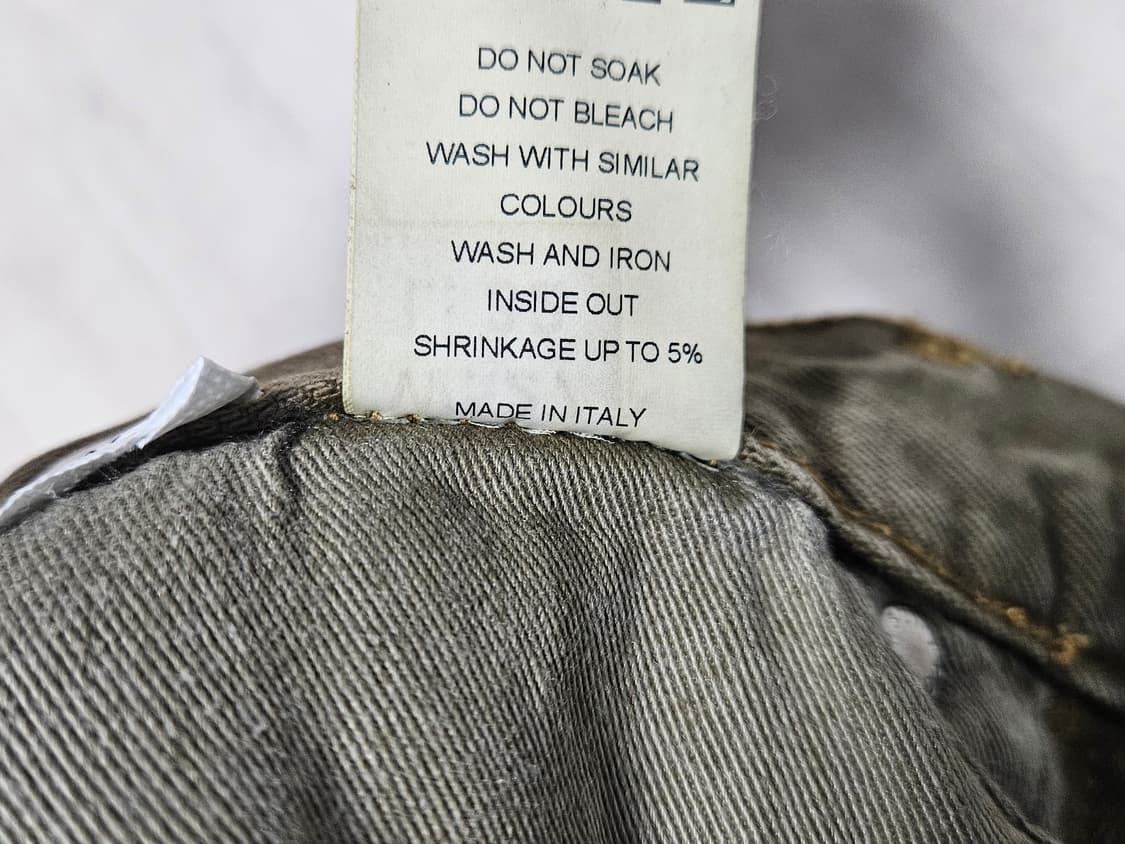 DO NOT SOAK
DO NOT BLEACH
WASH WITH SIMILAR
COLOURS
WASH AND IRON
INSIDE OUT
SHRINKAGE UP TO 5%
MADE IN ITALY